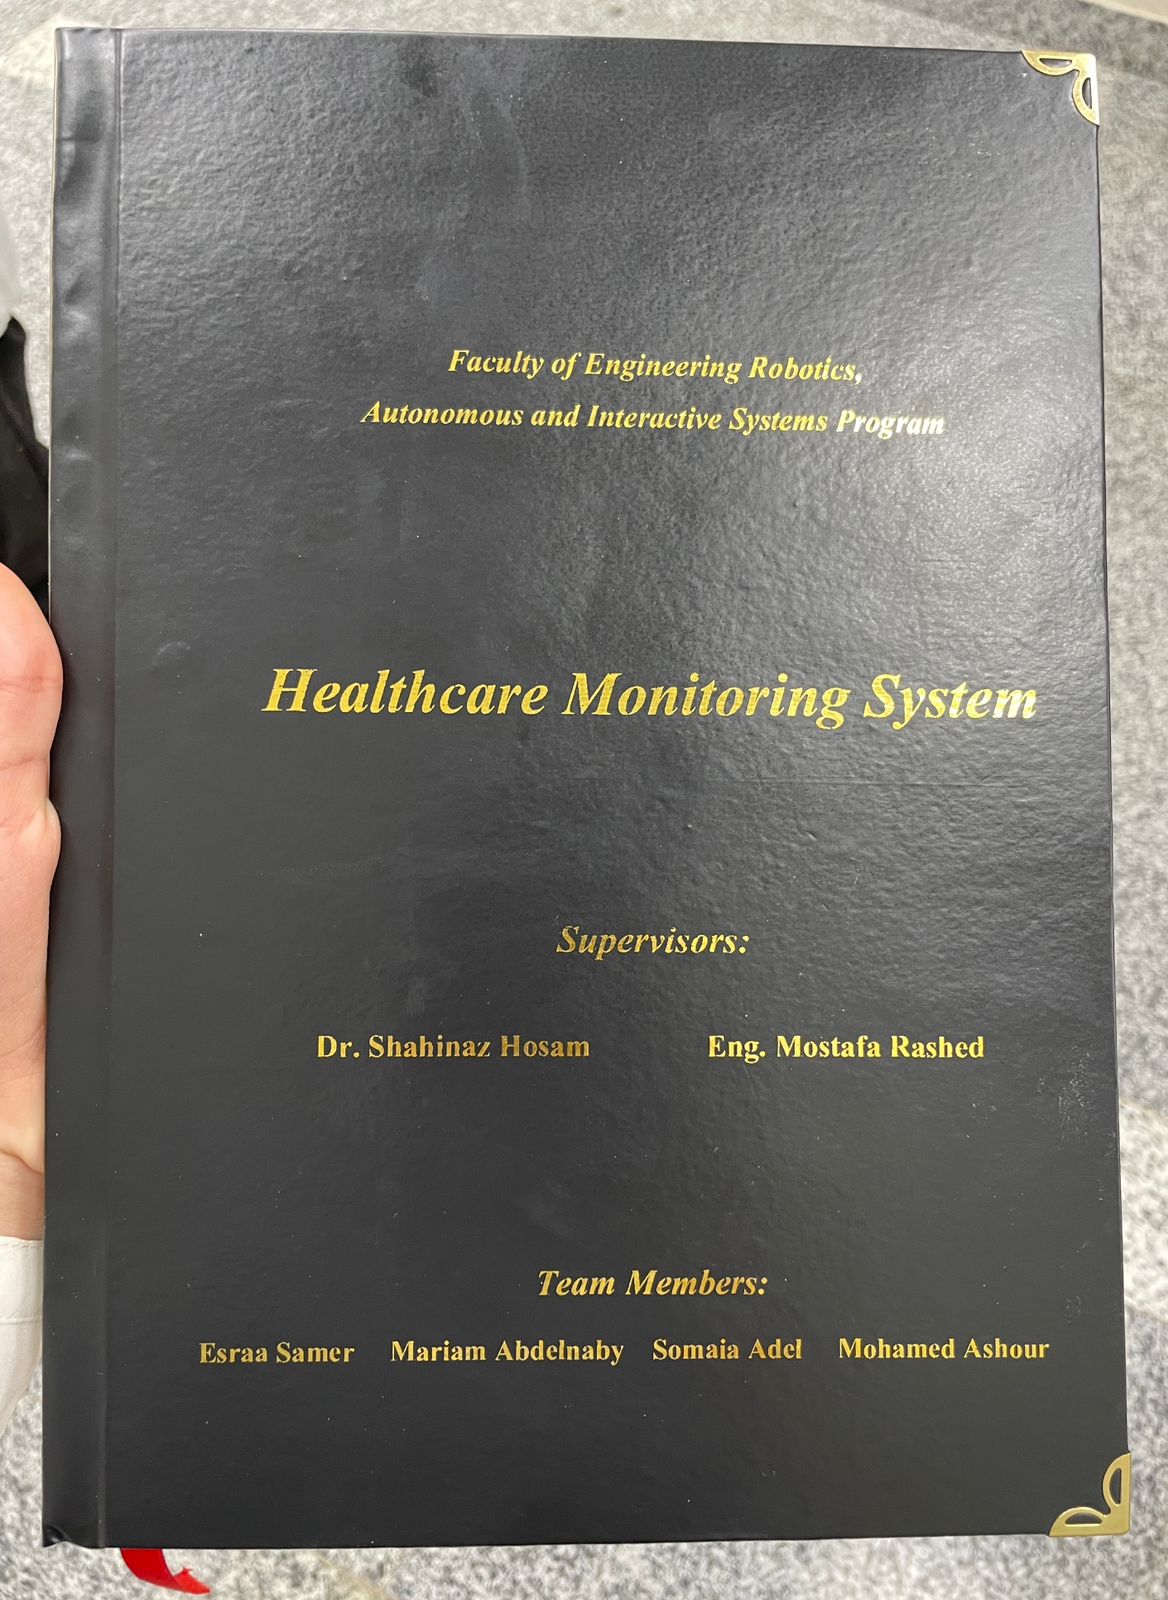 Faculty of Engineering Robotics,
Autonomous and Interactive Systems Program
Healthcare Monitoring System
Supervisors:
Dr. Shahinaz Hosam Eng. Mostafa Rashed
Team Members:
Esraa Samer Mariam Abdelnaby Somaia Adel Mohamed Ashour